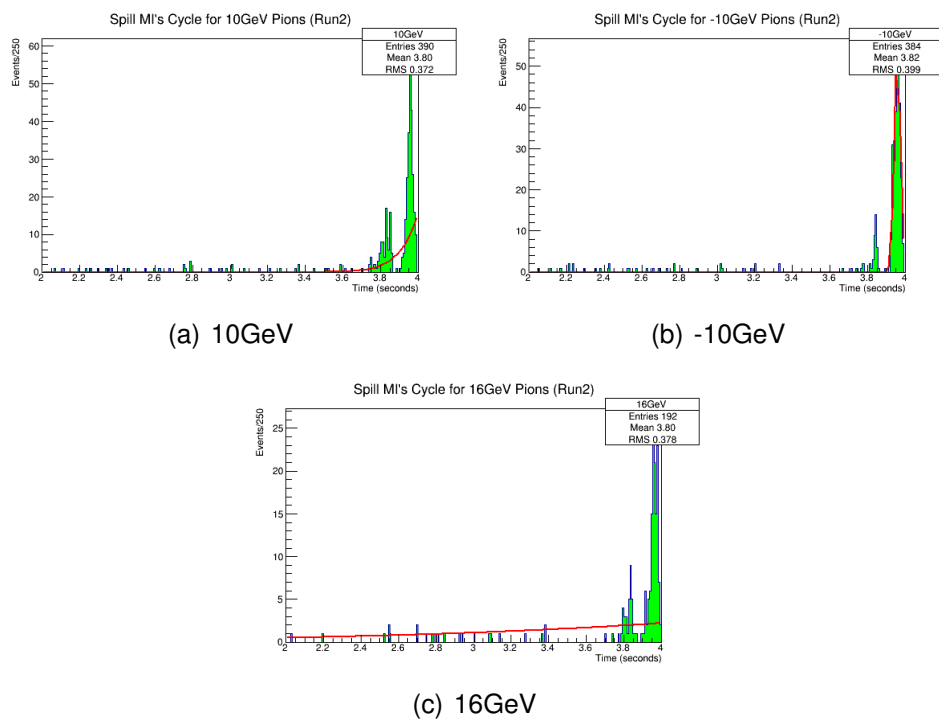 Spill MI's Cycle for 10GeV Pions (Run2)
10GeV
Entries 390
Mean 3.80
RMS 0.372
Events/250
60
50
40
30
20
10
0
2 2.2 2.4 2.6 2.8 3 3.2 3.4 3.6 3.8 4
Time (seconds)
(a) 10GeV
Spill MI's Cycle for -10GeV Pions (Run2)
-10GeV
Entries 384
Mean 3.82
RMS 0.399
Events/250
50
40
30
20
10
0
2 2.2 2.4 2.6 2.8 3 3.2 3.4 3.6 3.8 4
Time (seconds)
(b) -10GeV
Spill MI's Cycle for 16GeV Pions (Run2)
16GeV
Entries 192
Mean 3.80
RMS 0.378
Events/250
25
20
15
10
5
0
2 2.2 2.4 2.6 2.8 3 3.2 3.4 3.6 3.8 4
Time (seconds)
(c) 16GeV